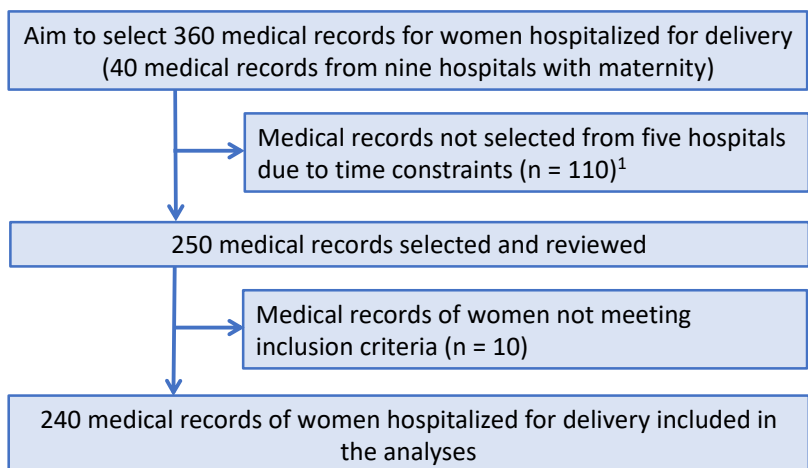 Aim to select 360 medical records for women hospitalized for delivery
(40 medical records from nine hospitals with maternity)
Medical records not selected from five hospitals
due to time constraints (n = 110)¹
250 medical records selected and reviewed
Medical records of women not meeting
inclusion criteria (n = 10)
240 medical records of women hospitalized for delivery included in
the analyses